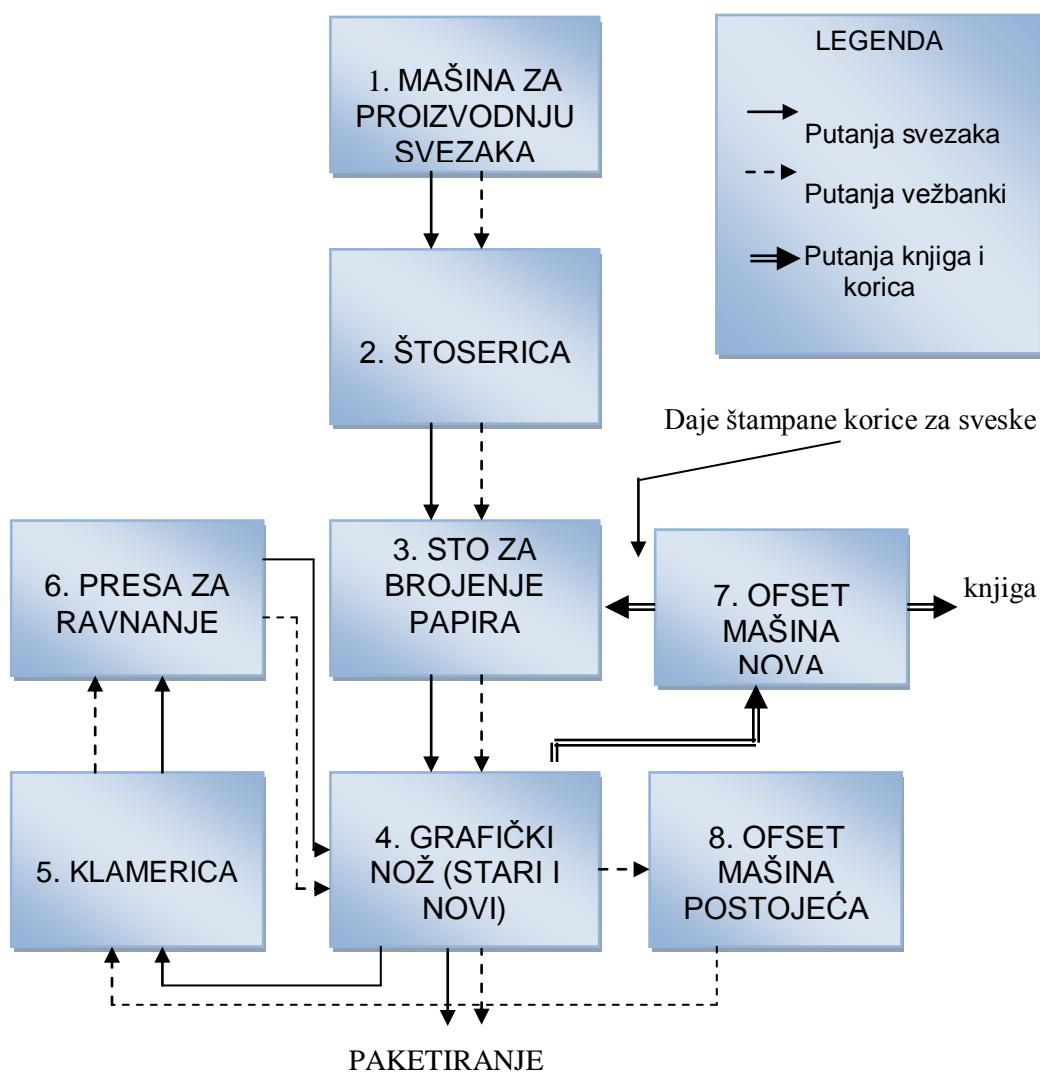 1. MAŠINA ZA
PROIZVODNJU
SVEZAKA
LEGENDA
Putanja svezaka
Putanja vežbanki
Putanja knjiga i
korica
2. ŠTOSERICA
Daje štampane korice za sveske
6. PRESA ZA
RAVNANJE
3. STO ZA
BROJENJE
PAPIRA
7. OFSET
MAŠINA
NOVA
knjiga
5. KLAMERICA
4. GRAFIČKI
NOŽ (STARI I
NOVI)
8. OFSET
MAŠINA
POSTOJEĆA
PAKETIRANJE